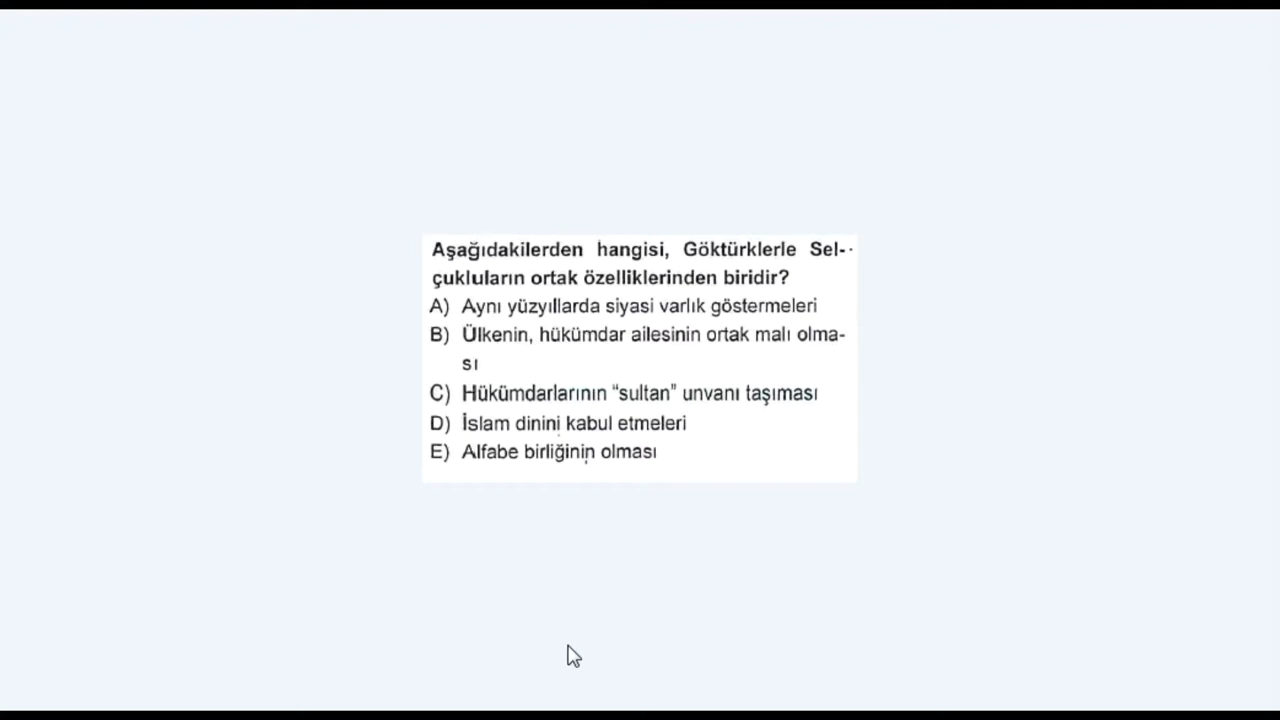 Aşağıdakilerden hangisi, Göktürklerle Sel-
çukluların ortak özelliklerinden biridir?
A) Aynı yüzyıllarda siyasi varlık göstermeleri
B) Ülkenin, hükümdar ailesinin ortak malı olma-
sı
C) Hükümdarlarının “sultan” unvanı taşıması
D) İslam dinini kabul etmeleri
E) Alfabe birliğinin olması